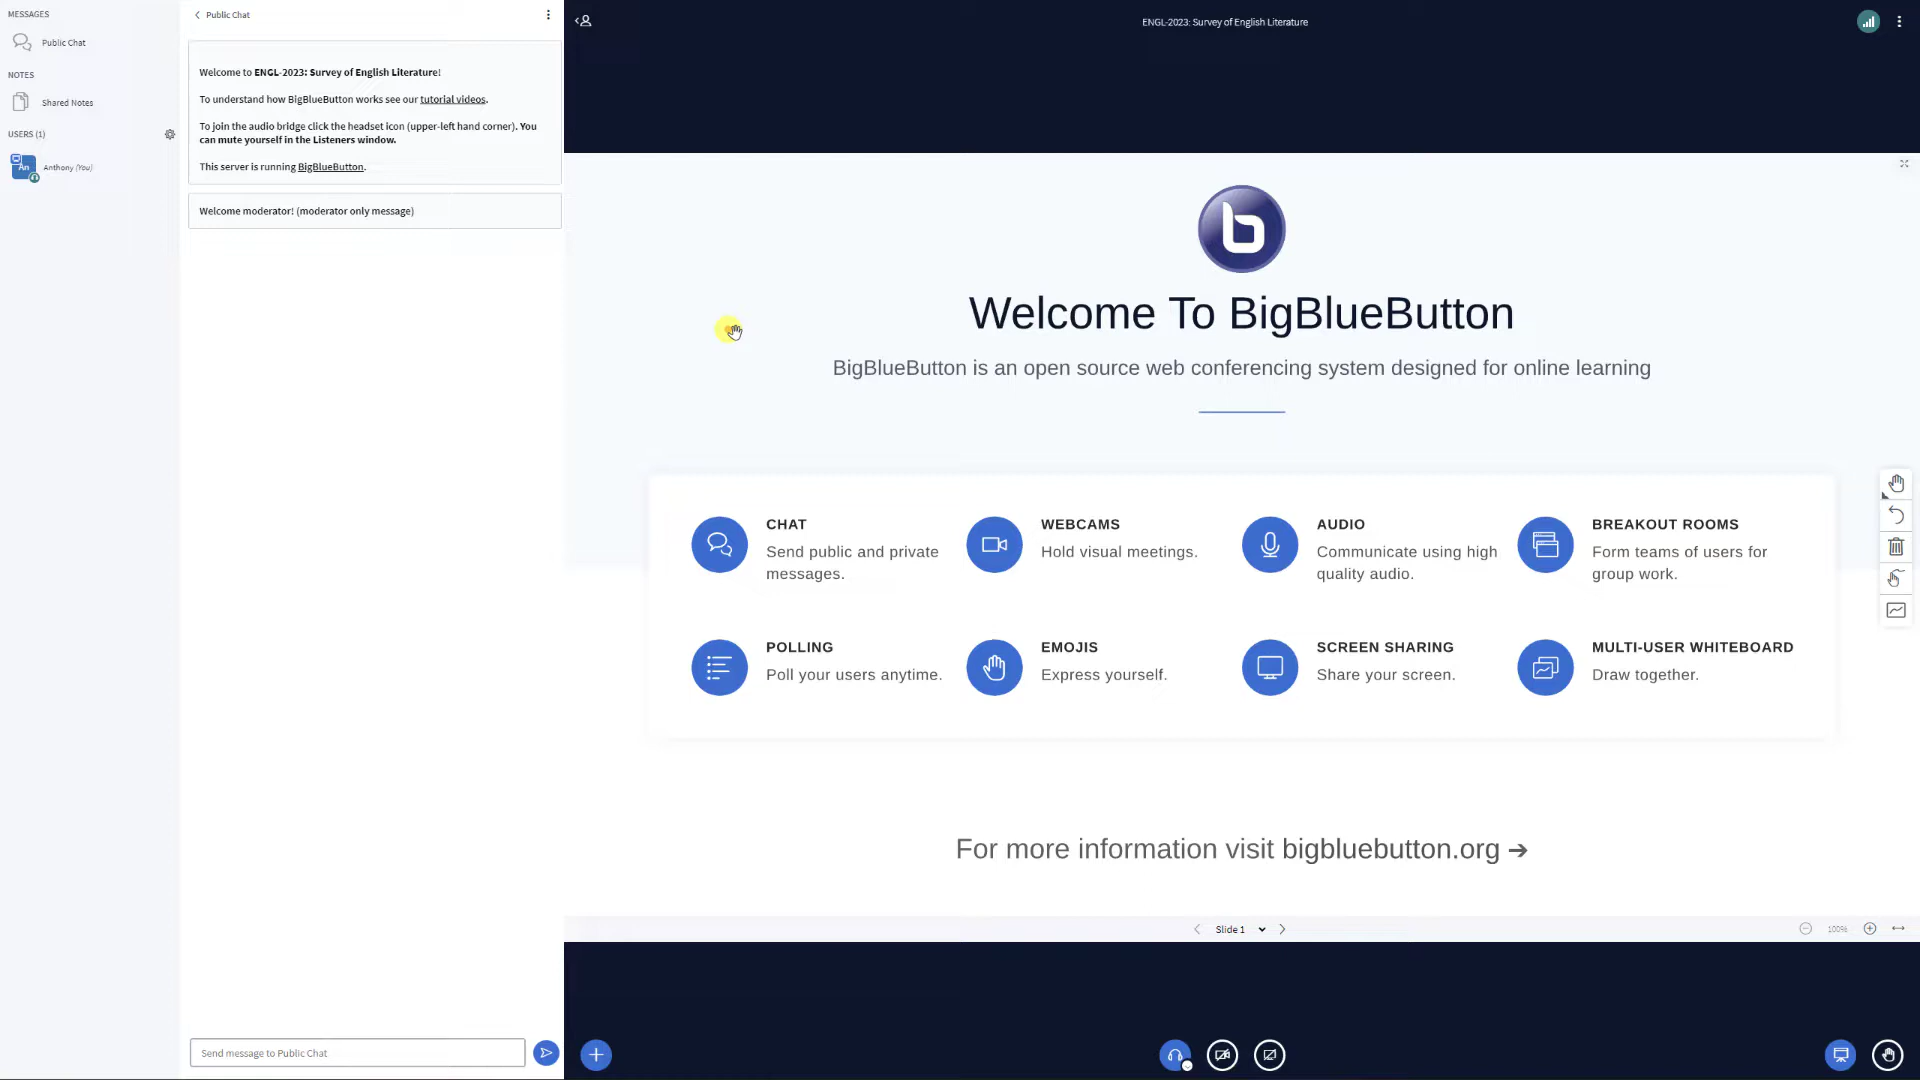 MESSAGES
Public Chat
NOTES
Shared Notes
USERS (1)
An
Anthony (You)
Public Chat
Welcome to ENGL-2023: Survey of English Literature!
To understand how BigBlueButton works see our tutorial videos.
To join the audio bridge click the headset icon (upper-left hand corner). You
can mute yourself in the Listeners window.
This server is running BigBlueButton.
Welcome moderator! (moderator only message)
Send message to Public Chat
ENGL-2023: Survey of English Literature
b
Welcome To BigBlueButton
BigBlueButton is an open source web conferencing system designed for online learning
CHAT
Send public and private
messages.
WEBCAMS
Hold visual meetings.
AUDIO
Communicate using high
quality audio.
BREAKOUT ROOMS
Form teams of users for
group work.
POLLING
Poll your users anytime.
EMOJIS
Express yourself.
SCREEN SHARING
Share your screen.
MULTI-USER WHITEBOARD
Draw together.
For more information visit bigbluebutton.org ➔
Slide 1
100%